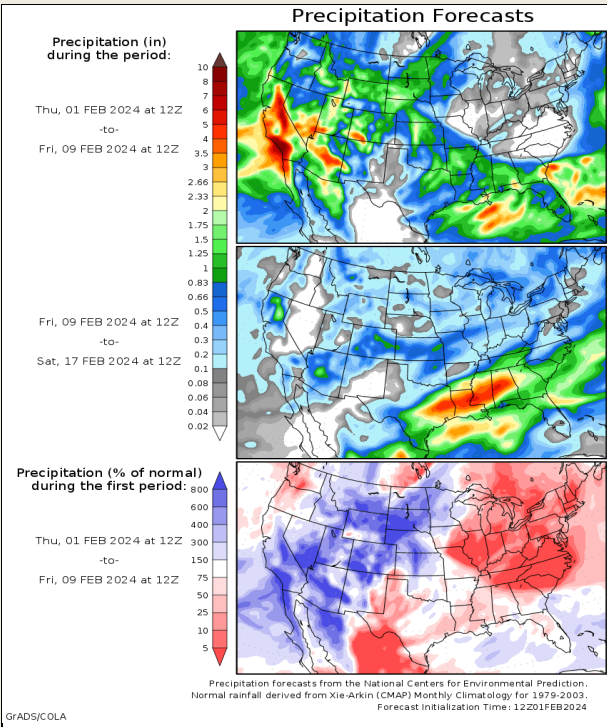 Precipitation Forecasts
Precipitation (in)
during the period:
Thu, 01 FEB 2024 at 12Z
-to-
Fri, 09 FEB 2024 at 12Z
10
8
7
6
5
4
3.5
3
2.66
2.33
2
1.75
1.5
1.25
1
0.83
0.66
0.5
0.4
0.3
0.2
0.1
0.08
0.06
0.04
0.02
Fri, 09 FEB 2024 at 12Z
-to-
Sat, 17 FEB 2024 at 12Z
Precipitation (% of normal)
during the first period:
Thu, 01 FEB 2024 at 12Z
-to-
Fri, 09 FEB 2024 at 12Z
800
600
400
300
150
75
50
25
10
5
Precipitation forecasts from the National Centers for Environmental Prediction.
Normal rainfall derived from Xie-Arkin (CMAP) Monthly Climatology for 1979-2003.
Forecast Initialization Time: 12Z01FEB2024
GrADS/COLA